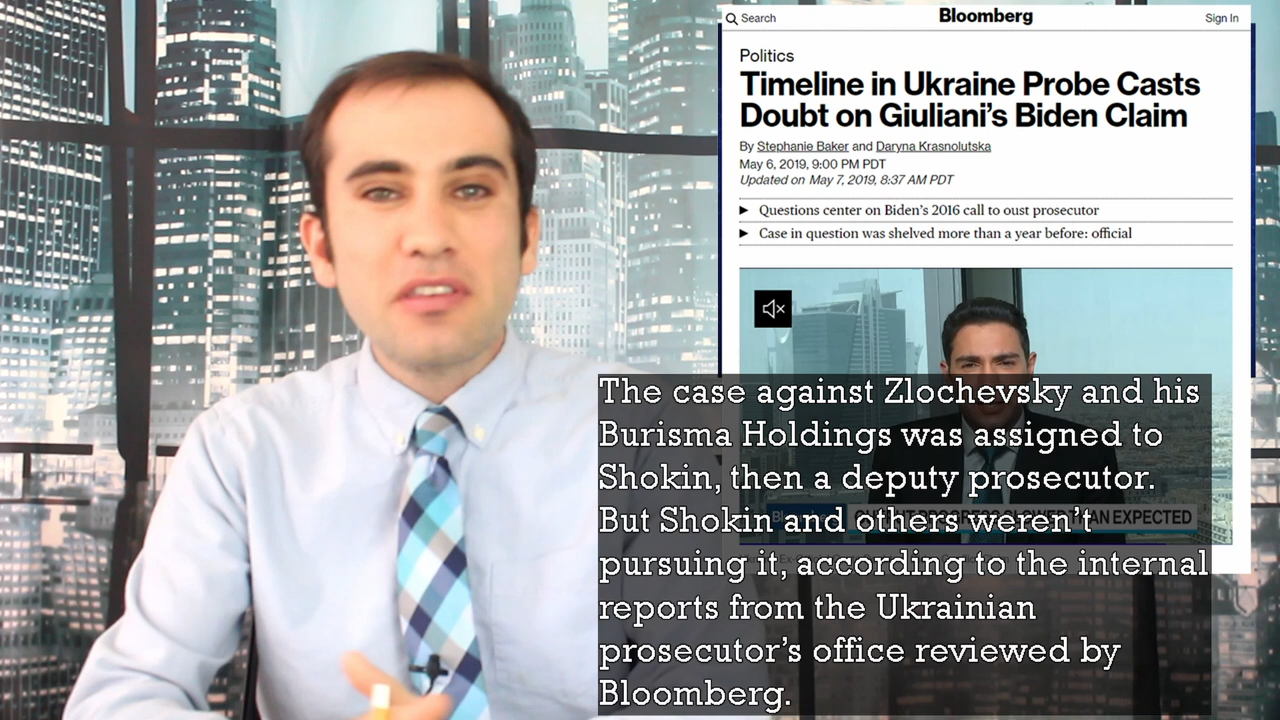 Search
Bloomberg
Sign In
Politics
Timeline in Ukraine Probe Casts
Doubt on Giuliani's Biden Claim
By Stephanie Baker and Daryna Krasnolutska
May 6, 2019, 9:00 PM PDT
Updated on May 7, 2019, 8:37 AM PDT
Questions center on Biden's 2016 call to oust prosecutor
Case in question was shelved more than a year before: official
The case against Zlochevsky and his
Burisma Holdings was assigned to
Shokin, then a deputy prosecutor.
But Shokin and others weren't
pursuing it, according to the internal
reports from the Ukrainian
prosecutor's office reviewed by
Bloomberg.
THAN EXPECTED